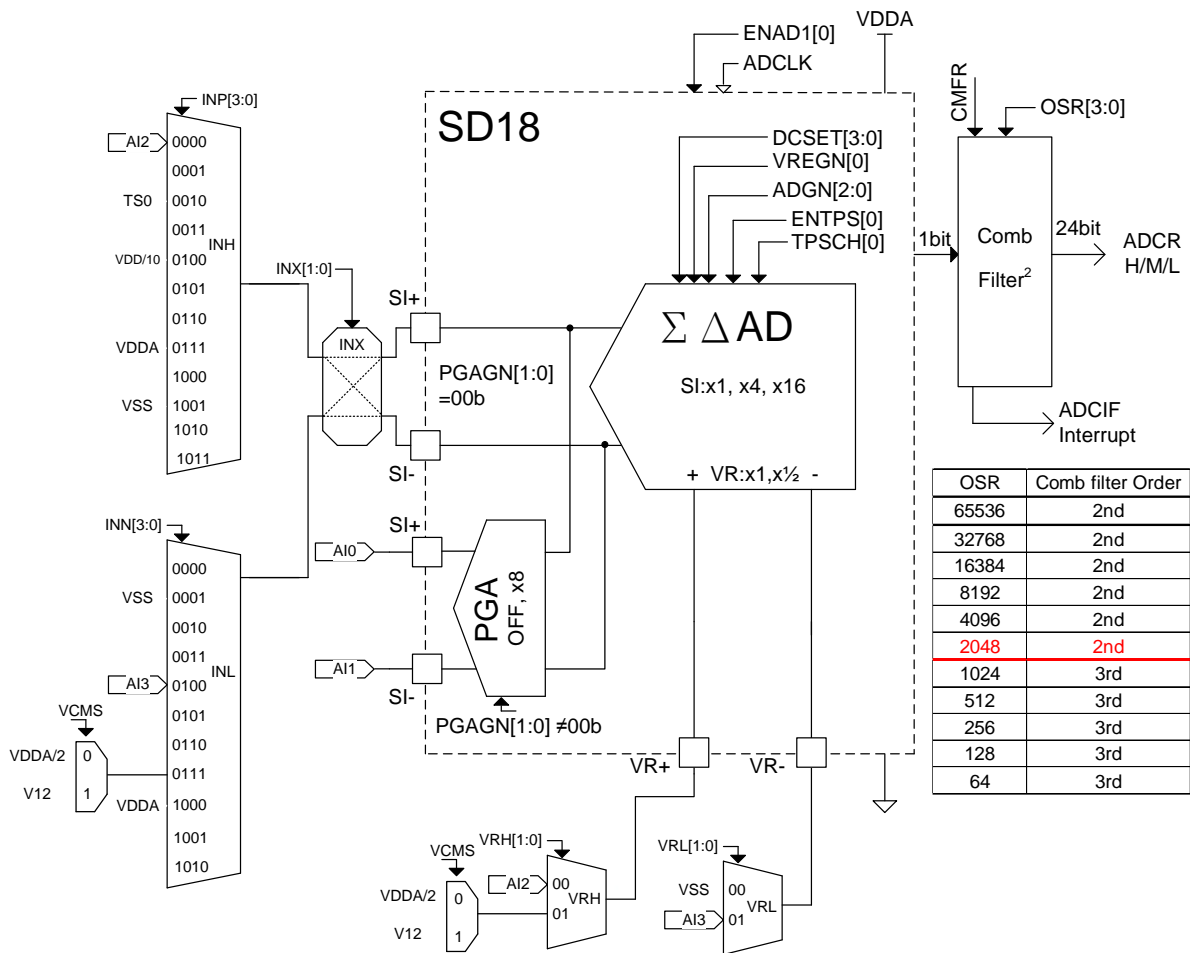 ENAD1[0]
VDDA
ADCLK
INP[3:0]
CMFR
OSR[3:0]
SD18
AI2
0000
0001
TS0
0010
0011
INH
VDD/10
0100
0101
0110
VDDA
0111
1000
VSS
1001
1010
1011
DCSET[3:0]
VREGN[0]
ADGN[2:0]
ENTPS[0]
TPSCH[0]
1bit
Comb
Filter²
24bit
ADCR
H/M/L
INX[1:0]
INX
SI+
SI-
PGAGN[1:0]
=00b
Σ Δ AD
SI:x1, x4, x16
+ VR:x1,x½ -
ADCIF
Interrupt
INN[3:0]
0000
VSS
0001
0010
0011
INL
AI3
0100
0101
0110
0111
VDDA
1000
1001
1010
VCMS
VDDA/2
0
V12
1
SI+
AI0
PGA
OFF, x8
AI1
SI-
PGAGN[1:0] ≠00b
VR+
VR-
OSR Comb filter Order
65536 2nd
32768 2nd
16384 2nd
8192 2nd
4096 2nd
2048 2nd
1024 3rd
512 3rd
256 3rd
128 3rd
64 3rd
VRH[1:0]
VCMS
VDDA/2
0
V12
1
AI2
00
01
VRH
VRL[1:0]
VSS
00
AI3
01
VRL